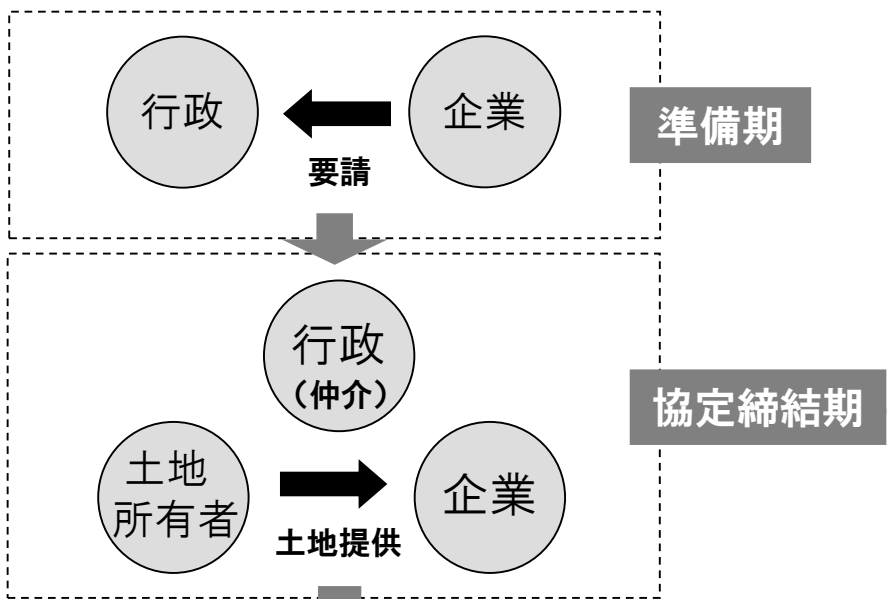 行政
企業
準備期
要請
行政
（仲介）
協定締結期
土地
所有者
企業
土地提供